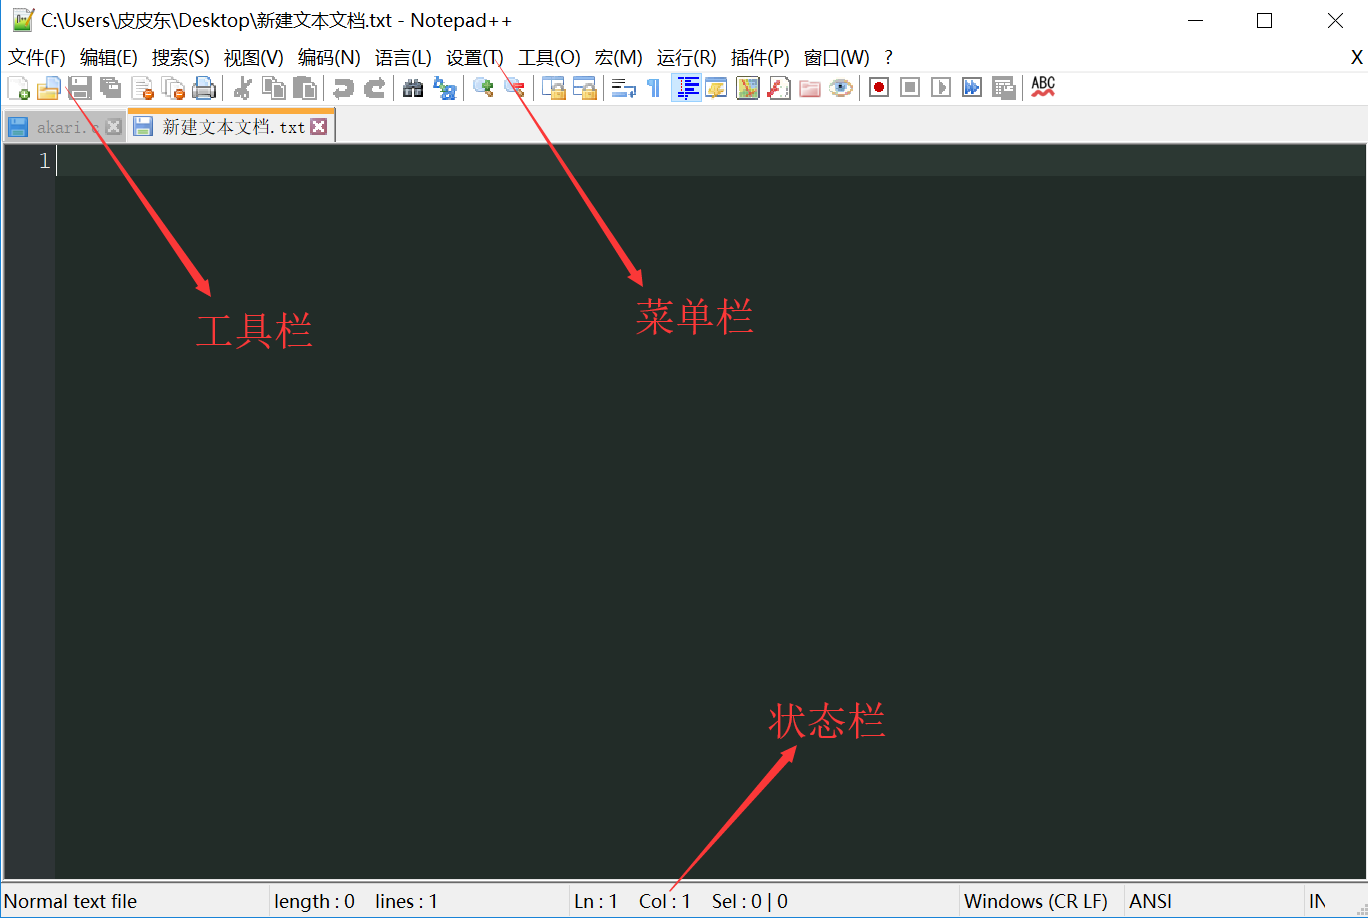 C:\Users\皮皮东\Desktop\新建文本文档.txt - Notepad++
文件(F) 编辑(E) 搜索(S) 视图(V) 编码(N) 语言(L) 设置(T) 工具(O) 宏(M) 运行(R) 插件(P) 窗口(W) ? X
ABC
akari.c 新建文本文档.txt
1
菜单栏
工具栏
状态栏
Normal text file length : 0 lines : 1 Ln : 1 Col : 1 Sel : 0 | 0 Windows (CR LF) ANSI IN